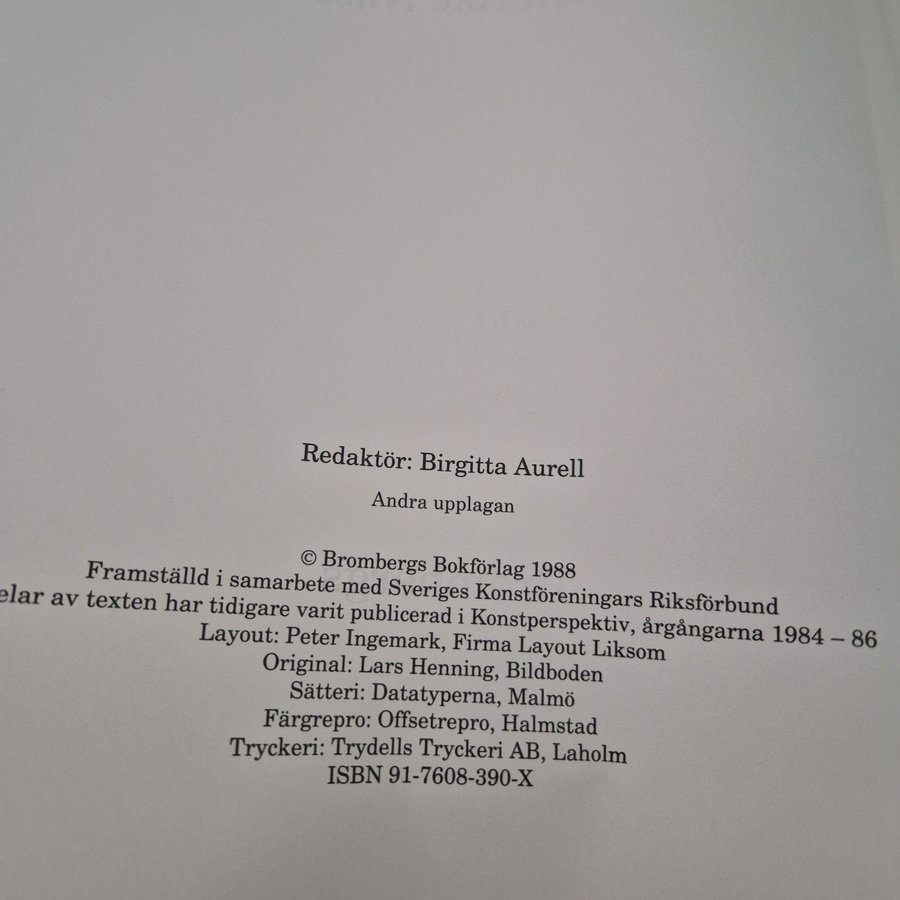 Redaktör: Birgitta Aurell
Andra upplagan
© Brombergs Bokförlag 1988
Framställd i samarbete med Sveriges Konstföreningars Riksförbund
elar av texten har tidigare varit publicerad i Konstperspektiv, årgångarna 1984 – 86
Layout: Peter Ingemark, Firma Layout Liksom
Original: Lars Henning, Bildboden
Sätteri: Datatyperna, Malmö
Färgrepro: Offsetrepro, Halmstad
Tryckeri: Trydells Tryckeri AB, Laholm
ISBN 91-7608-390-X